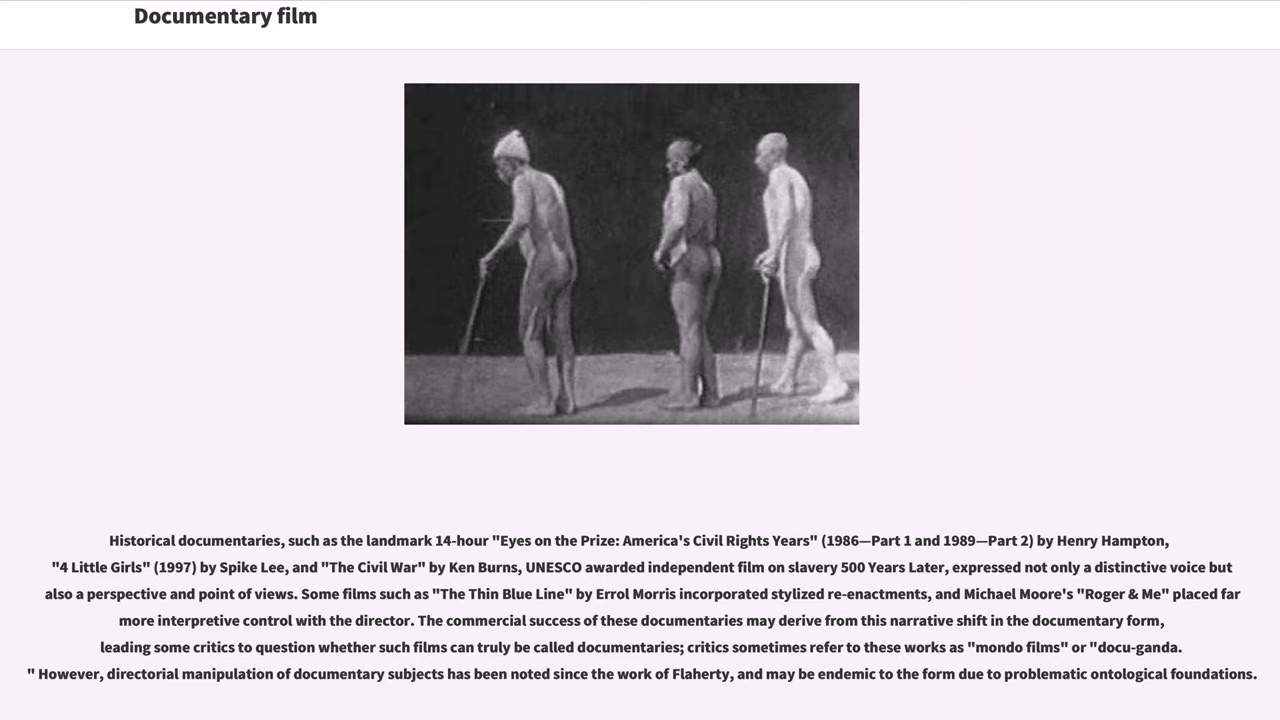 Documentary film
Historical documentaries, such as the landmark 14-hour "Eyes on the Prize: America's Civil Rights Years" (1986—Part 1 and 1989—Part 2) by Henry Hampton,
"4 Little Girls" (1997) by Spike Lee, and "The Civil War" by Ken Burns, UNESCO awarded independent film on slavery 500 Years Later, expressed not only a distinctive voice but
also a perspective and point of views. Some films such as "The Thin Blue Line" by Errol Morris incorporated stylized re-enactments, and Michael Moore's "Roger & Me" placed far
more interpretive control with the director. The commercial success of these documentaries may derive from this narrative shift in the documentary form,
leading some critics to question whether such films can truly be called documentaries; critics sometimes refer to these works as "mondo films" or "docu-ganda.
" However, directorial manipulation of documentary subjects has been noted since the work of Flaherty, and may be endemic to the form due to problematic ontological foundations.